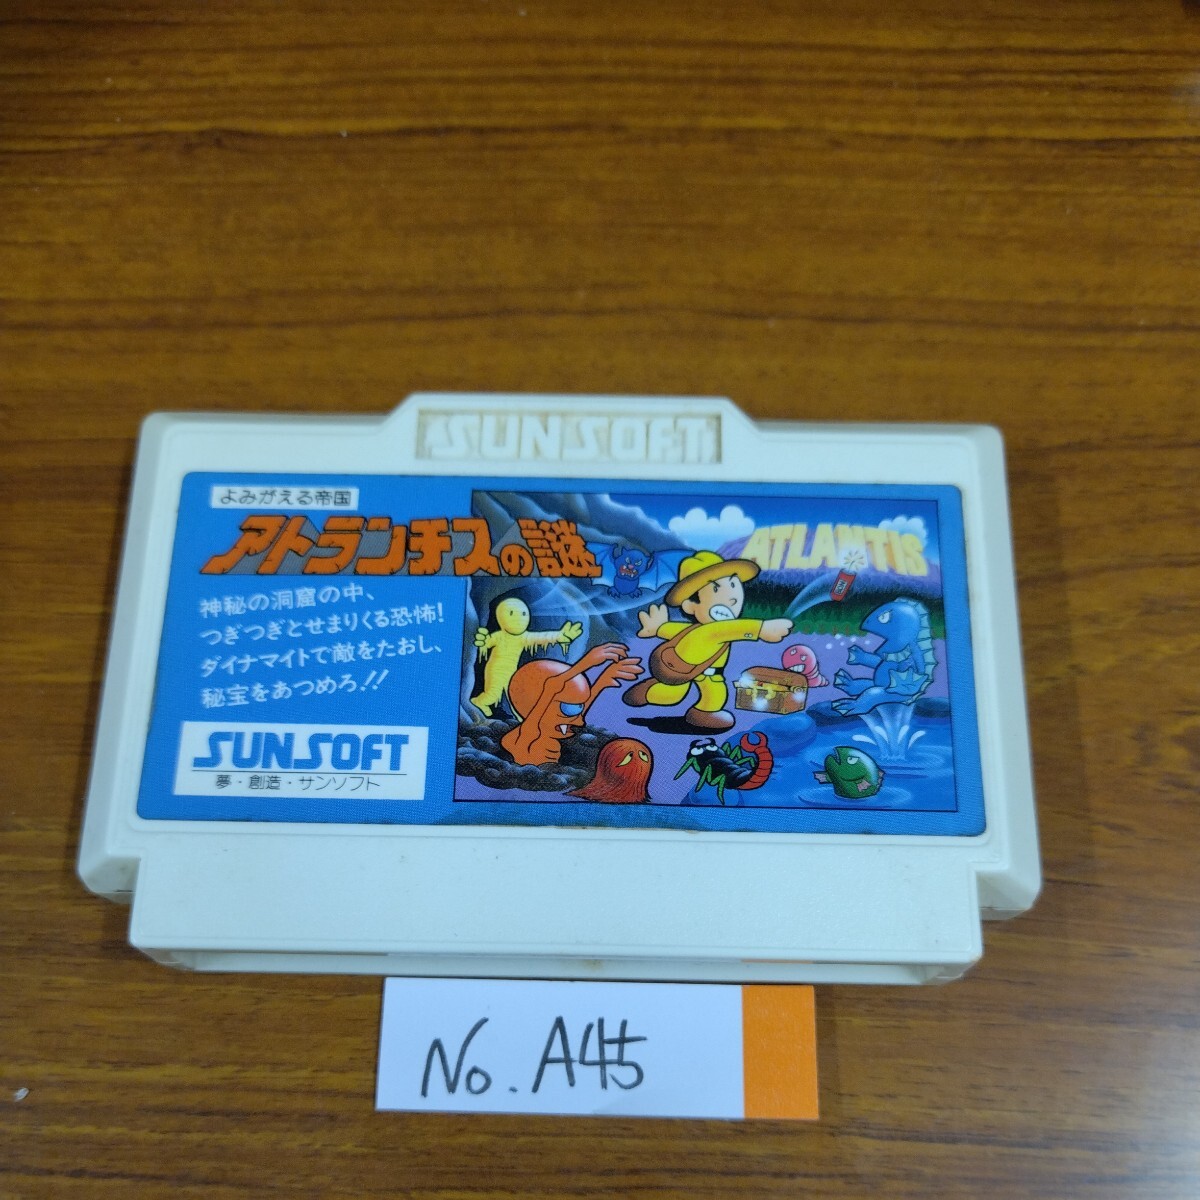 SUNSOFT
よみがえる帝国
アトランチスの謎
ATLANTIS
神秘の洞窟の中、
つぎつぎとせまりくる恐怖!
ダイナマイトで敵をたおし、
秘宝をあつめろ!!
SUNSOFT
夢・創造・サンソフト
No. A45